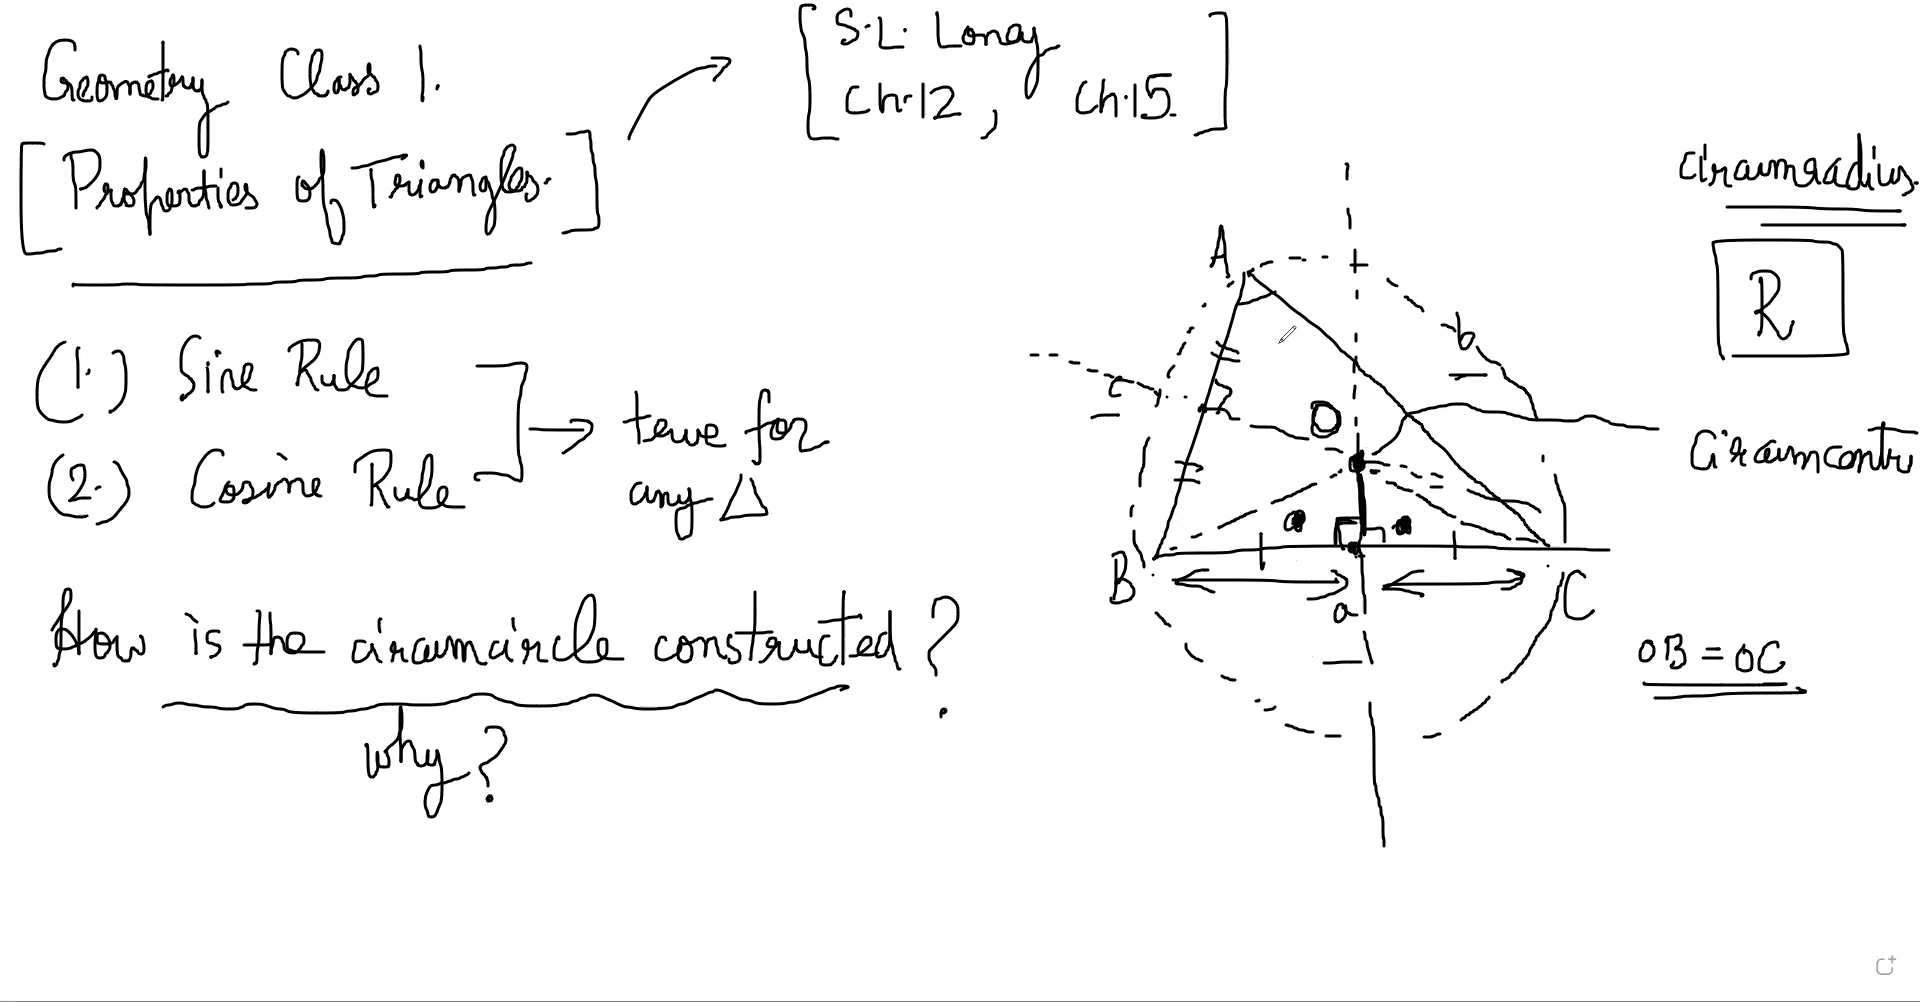 Geometry Class 1.
[Properties of Triangles.]
[S.L. Loney
Ch.12, Ch.15.]
(1.) Sine Rule
(2.) Cosine Rule
true for
any △
How is the circumcircle constructed?
why?
circumradius.
R
A
b
c
O
Circumcentre
B
a
C
OB = OC